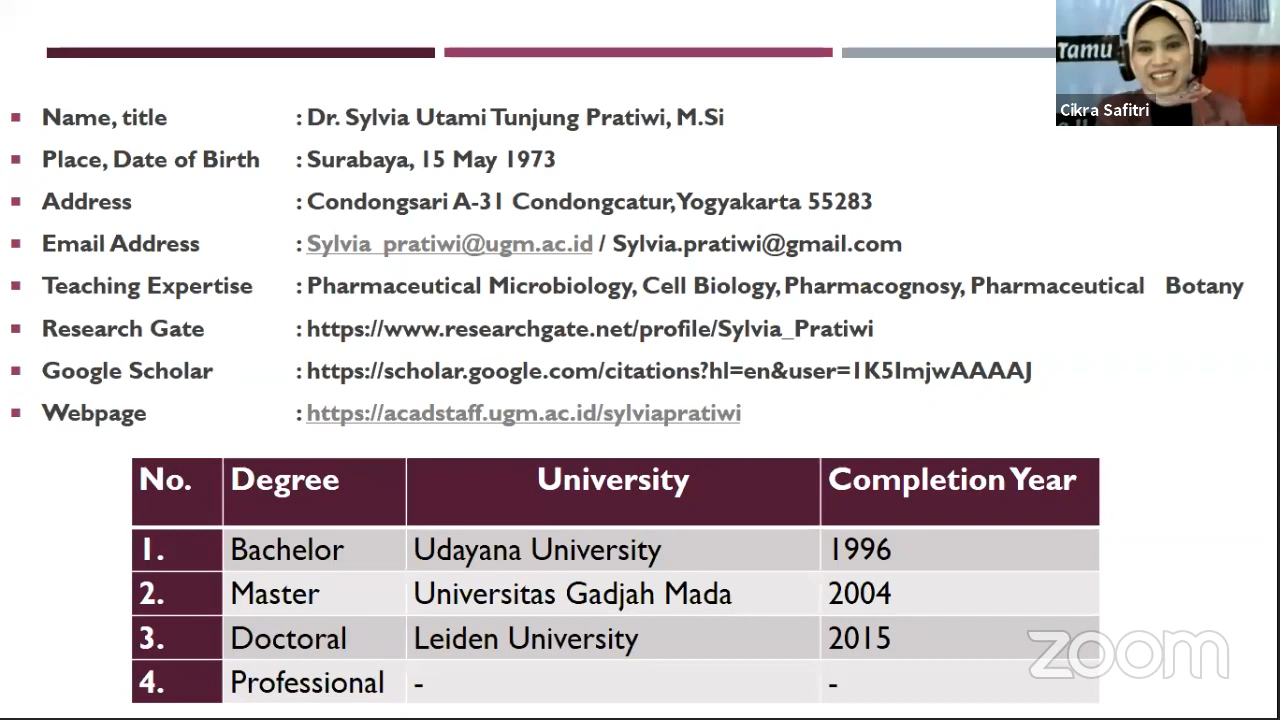 Tamu
Cikra Safitri
Name, title : Dr. Sylvia Utami Tunjung Pratiwi, M.Si
Place, Date of Birth : Surabaya, 15 May 1973
Address : Condongsari A-31 Condongcatur, Yogyakarta 55283
Email Address : Sylvia_pratiwi@ugm.ac.id / Sylvia.pratiwi@gmail.com
Teaching Expertise : Pharmaceutical Microbiology, Cell Biology, Pharmacognosy, Pharmaceutical Botany
Research Gate : https://www.researchgate.net/profile/Sylvia_Pratiwi
Google Scholar : https://scholar.google.com/citations?hl=en&user=1K5ImjwAAAAJ
Webpage : https://acadstaff.ugm.ac.id/sylviapratiwi
No. Degree University Completion Year
1. Bachelor Udayana University 1996
2. Master Universitas Gadjah Mada 2004
3. Doctoral Leiden University 2015
4. Professional - -
zoom